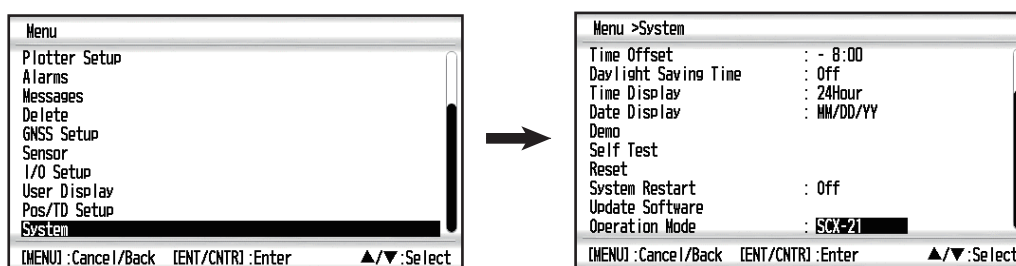 Menu
Plotter Setup
Alarms
Messages
Delete
GNSS Setup
Sensor
I/O Setup
User Display
Pos/TD Setup
System
[MENU] :Cancel/Back [ENT/CNTR] :Enter ▲/▼ :Select
Menu >System
Time Offset : - 8:00
Daylight Saving Time : Off
Time Display : 24Hour
Date Display : MM/DD/YY
Demo
Self Test
Reset
System Restart : Off
Update Software
Operation Mode : SCX-21
[MENU] :Cancel/Back [ENT/CNTR] :Enter ▲/▼ :Select